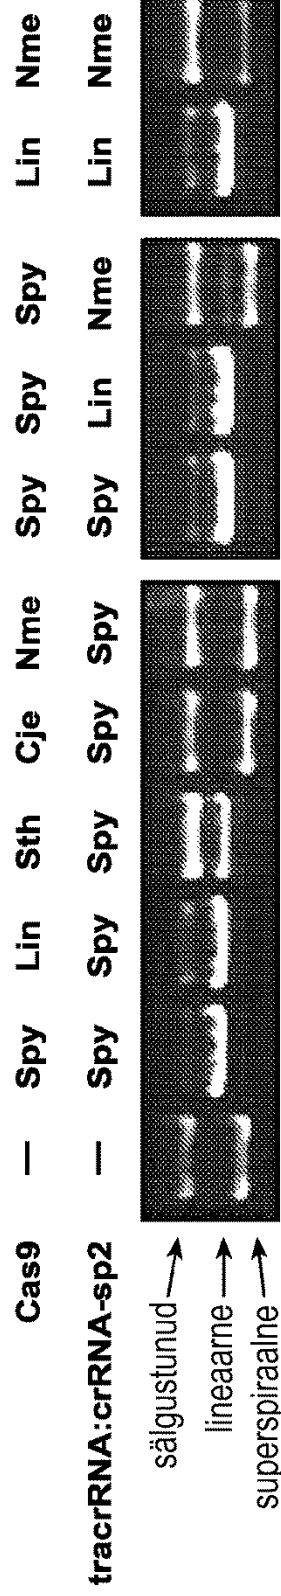 Cas9 — Spy Lin Sth Cje Nme Spy Spy Spy Lin Nme
tracrRNA:crRNA-sp2 — Spy Spy Spy Spy Spy Spy Lin Nme Lin Nme
sälgustunud
lineaarne
superspiraalne